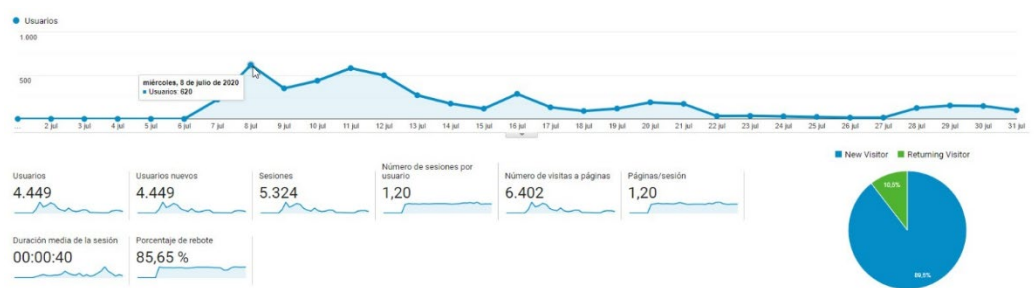 Usuarios
1.000
500
miércoles, 8 de julio de 2020
Usuarios: 620
... 2 jul 3 jul 4 jul 5 jul 6 jul 7 jul 8 jul 9 jul 10 jul 11 jul 12 jul 13 jul 14 jul 15 jul 16 jul 17 jul 18 jul 19 jul 20 jul 21 jul 22 jul 23 jul 24 jul 25 jul 26 jul 27 jul 28 jul 29 jul 30 jul 31 jul
New Visitor Returning Visitor
Usuarios
4.449
Usuarios nuevos
4.449
Sesiones
5.324
Número de sesiones por
usuario
1,20
Número de visitas a páginas
6.402
Páginas/sesión
1,20
Duración media de la sesión
00:00:40
Porcentaje de rebote
85,65 %
89,5%